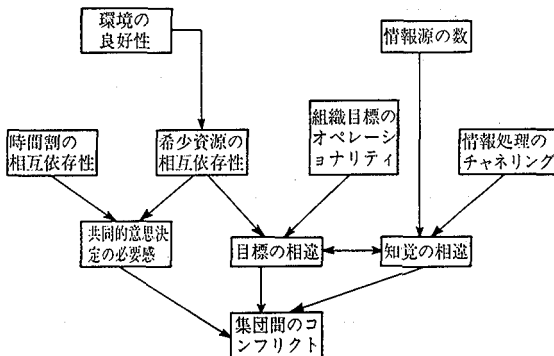 環境の
良好性
情報源の数
時間割の
相互依存性
希少資源の
相互依存性
組織目標の
オペレーシ
ョナリティ
情報処理の
チャネリング
共同的意思決
定の必要感
目標の相違
知覚の相違
集団間のコ
ンフリクト